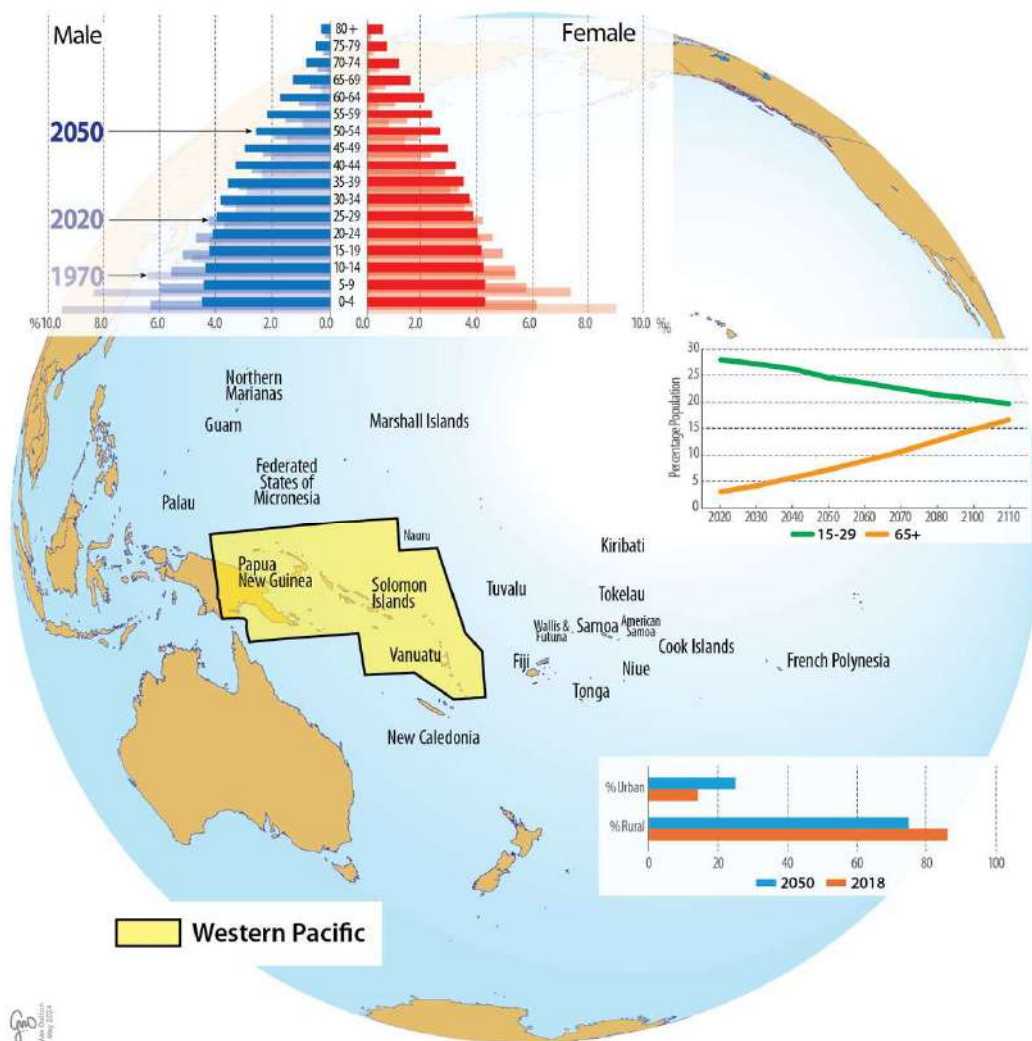 Male
Female
80+
75-79
70-74
65-69
60-64
55-59
50-54
45-49
40-44
35-39
30-34
25-29
20-24
15-19
10-14
5-9
0-4
2050
2020
1970
% 10.0 8.0 6.0 4.0 2.0 0.0 0.0 2.0 4.0 6.0 8.0 10.0 %
%
30
25
20
15
10
5
0
Percentage Population
2020 2030 2040 2050 2060 2070 2080 2090 2100 2110
15-29 65+
Northern
Marianas
Guam
Marshall Islands
Federated
States of
Micronesia
Palau
Nauru
Kiribati
Papua
New Guinea
Solomon
Islands
Tuvalu
Tokelau
Wallis &
Futuna
Samoa
American
Samoa
Cook Islands
Vanuatu
Fiji
Niue
French Polynesia
Tonga
New Caledonia
% Urban
% Rural
0 20 40 60 80 100
2050 2018
Western Pacific
May 2024